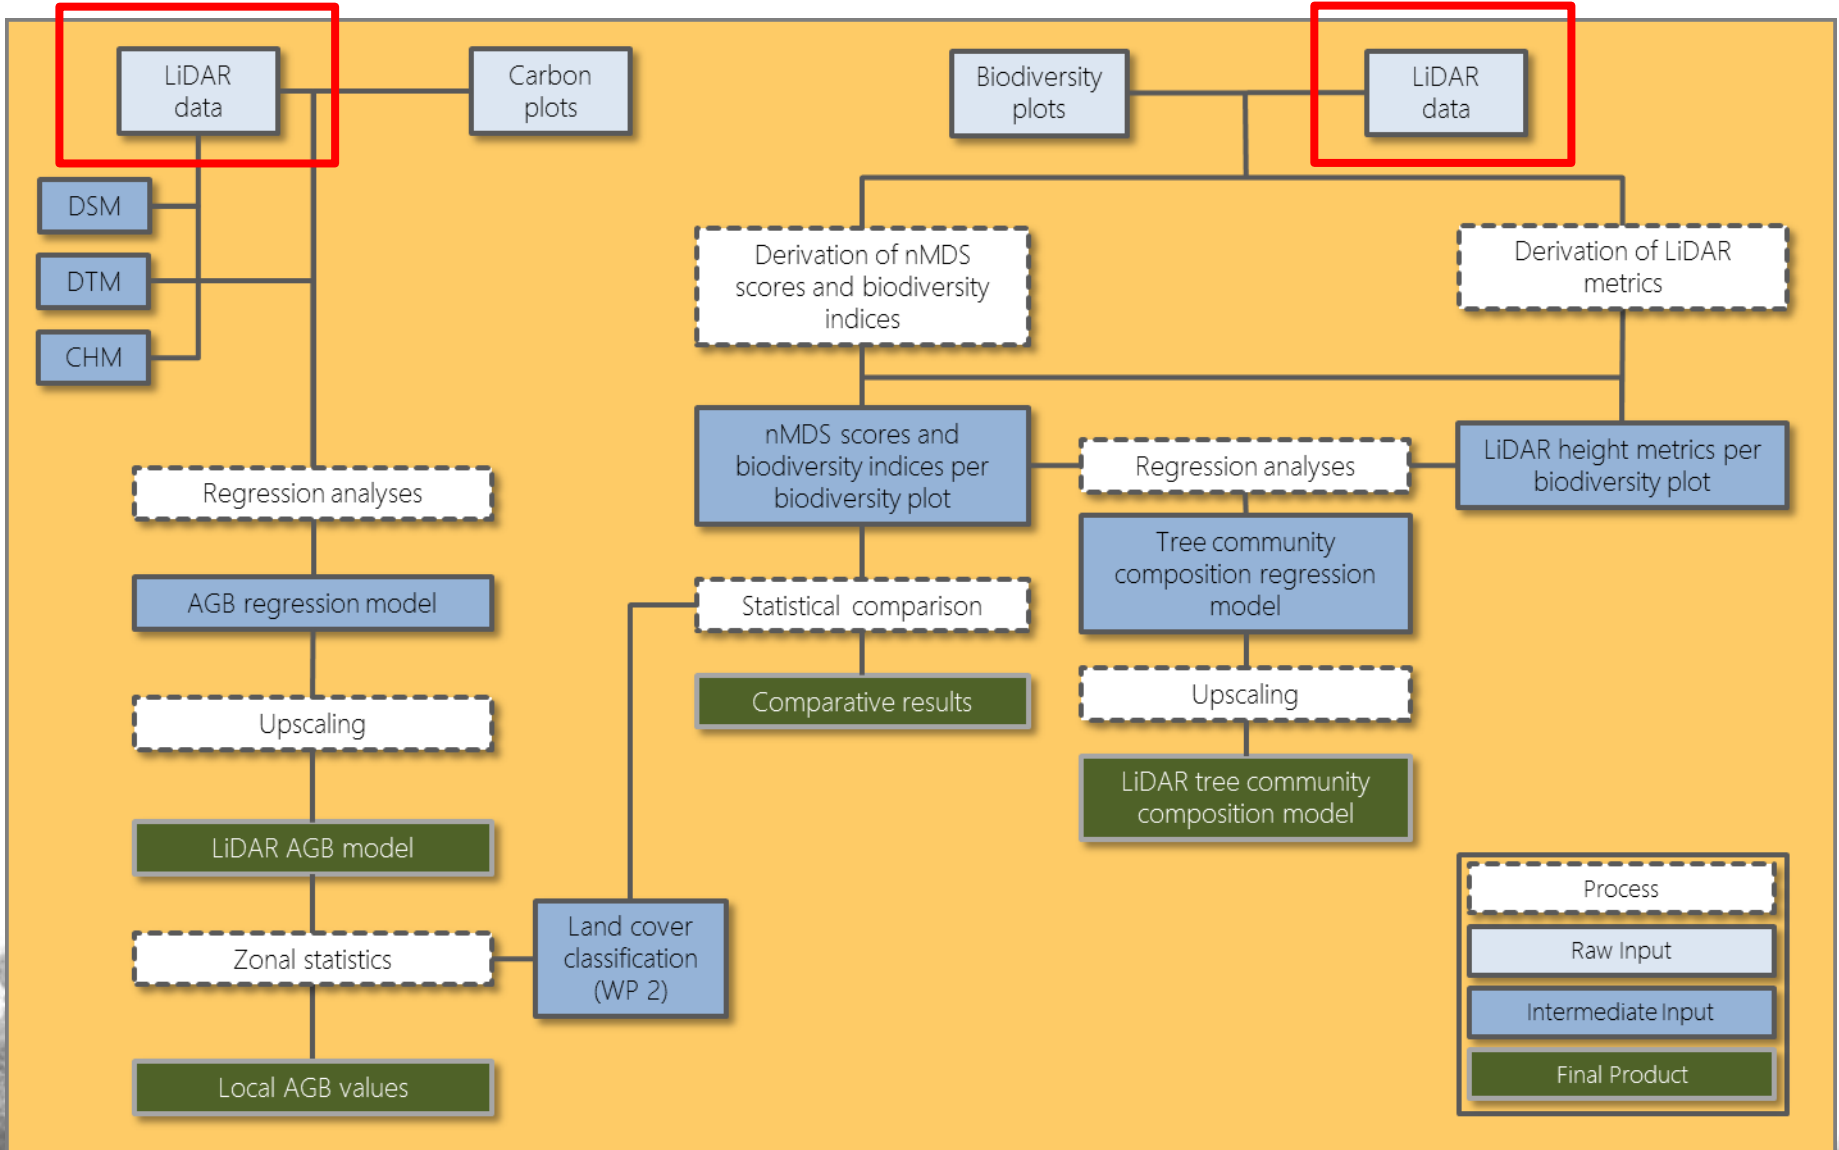 LiDAR
data
Carbon
plots
Biodiversity
plots
LiDAR
data
DSM
DTM
CHM
Derivation of nMDS
scores and biodiversity
indices
Derivation of LiDAR
metrics
nMDS scores and
biodiversity indices per
biodiversity plot
Regression analyses
LiDAR height metrics per
biodiversity plot
Regression analyses
Tree community
composition regression
model
AGB regression model
Statistical comparison
Upscaling
Comparative results
Upscaling
LiDAR tree community
composition model
LiDAR AGB model
Zonal statistics
Land cover
classification
(WP 2)
Local AGB values
Process
Raw Input
Intermediate Input
Final Product